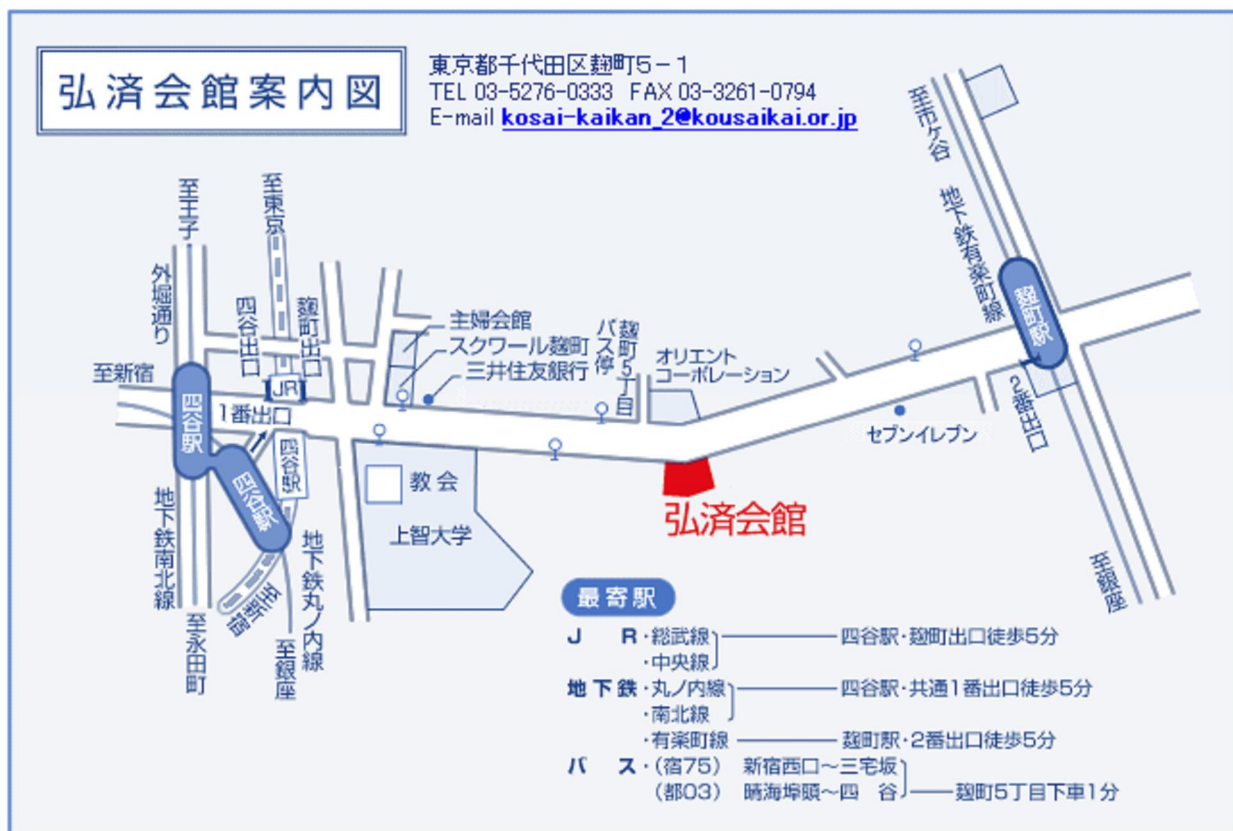 弘済会館案内図
東京都千代田区麹町5-1
TEL 03-5276-0333 FAX 03-3261-0794
E-mail kosai-kaikan_2@kousaikai.or.jp
至王子
外堀通り
至東京
四谷出口
麹町出口
至新宿
四谷駅
JR
1番出口
四谷駅
四谷駅
地下鉄南北線
至永田町
至新宿
地下鉄丸ノ内線
至銀座
主婦会館
スクワール麹町
三井住友銀行
麹町5丁目
バス停
オリエント
コーポレーション
教会
上智大学
弘済会館
セブンイレブン
至市ケ谷
地下鉄有楽町線
麹町駅
2番出口
至銀座
最寄駅
JR・総武線 四谷駅・麹町出口徒歩5分
・中央線
地下鉄・丸ノ内線 四谷駅・共通1番出口徒歩5分
・南北線
・有楽町線 麹町駅・2番出口徒歩5分
バス・(宿75) 新宿西口~三宅坂
(都03) 晴海埠頭~四谷 麹町5丁目下車1分